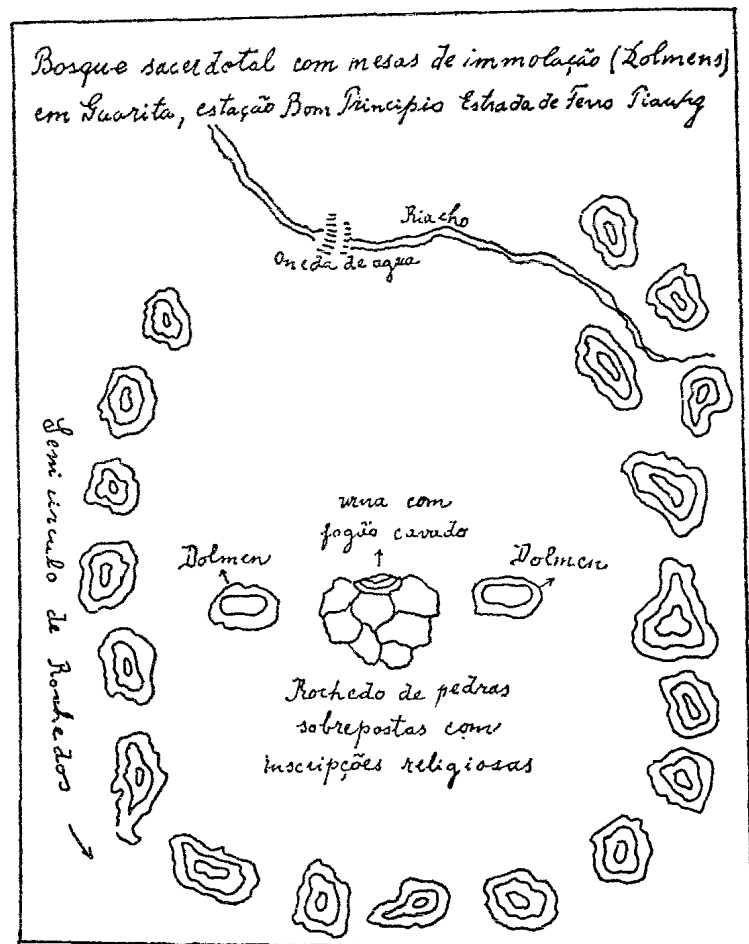 Bosque sacerdotal com mesas de immolação (Dolmens)
em Guarita, estação Bom Principio Estrada de Ferro Piauhy
Riacho
de agua
urna com
fogão cavado
Dolmen
Dolmen
Rochedo de pedras
sobrepostas com
inscripções religiosas
Semi circulo de Rochedos